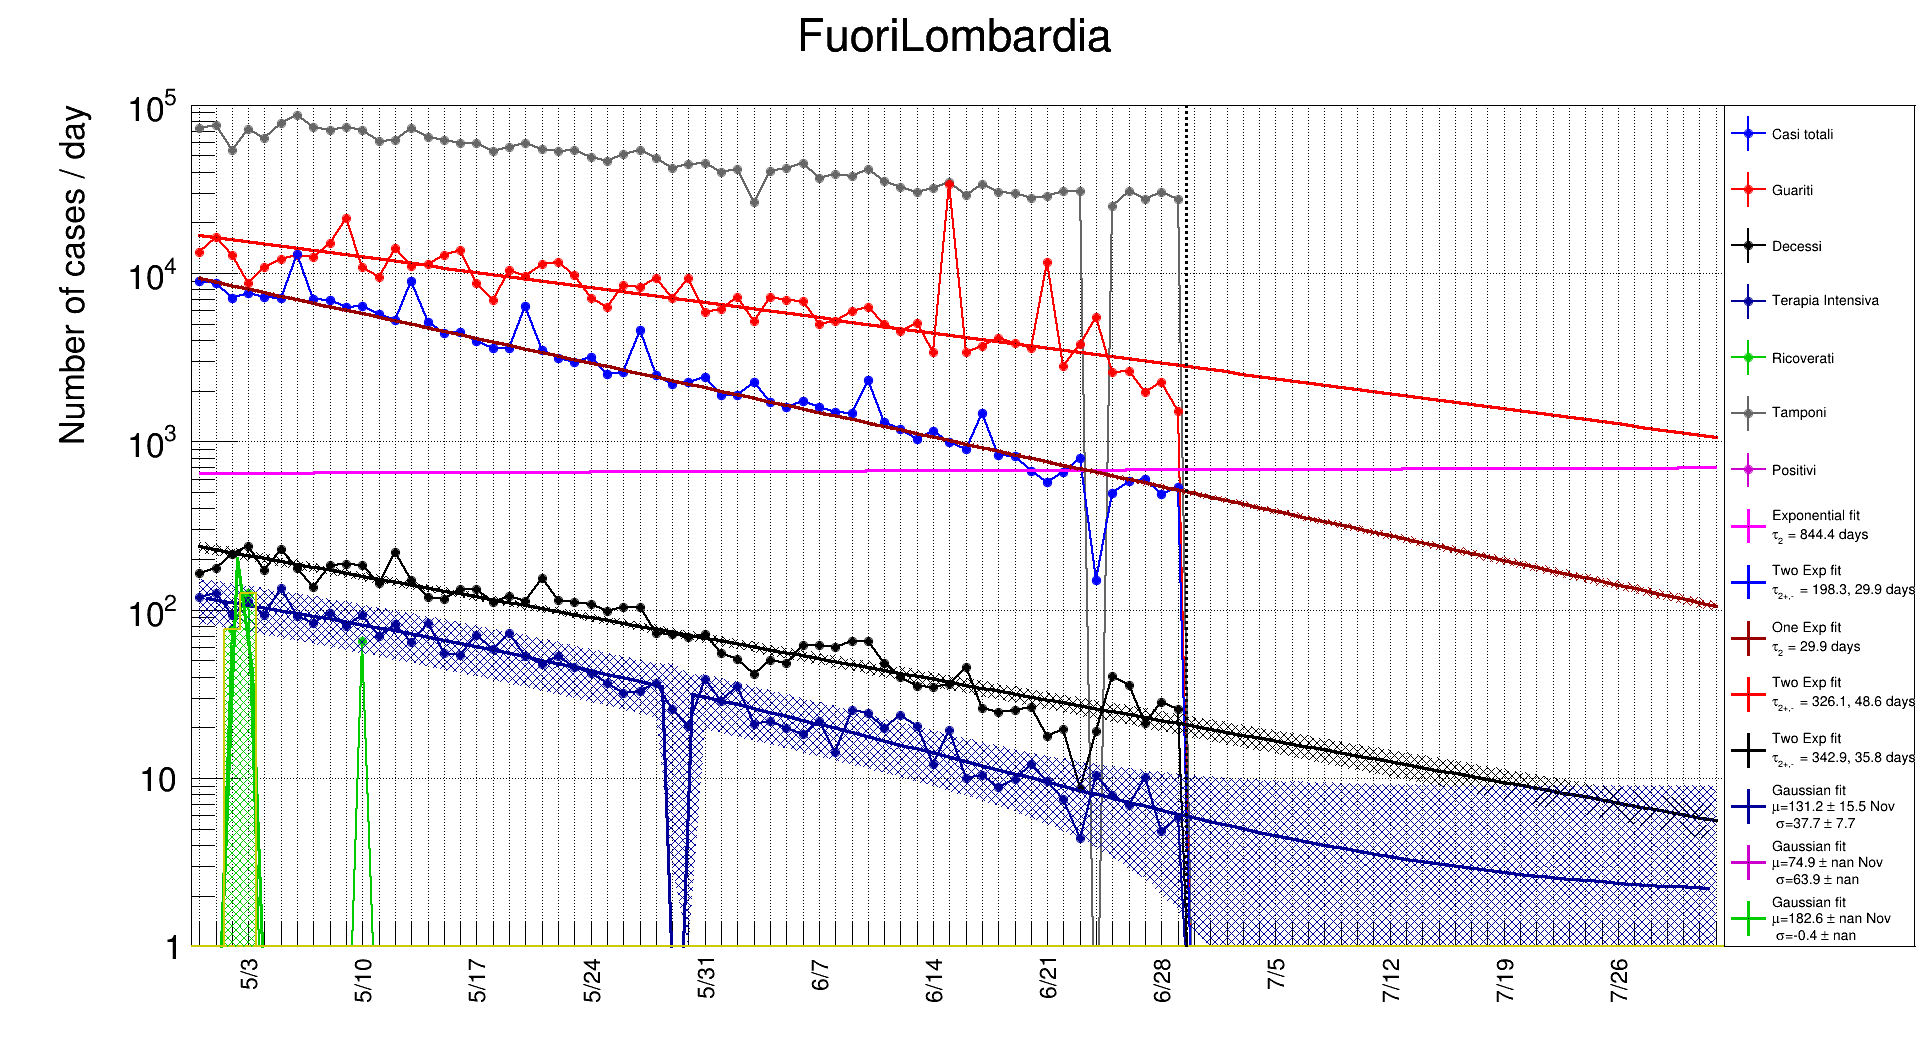 FuoriLombardia
Number of cases / day
10^5
10^4
10^3
10^2
10
1
5/3
5/10
5/17
5/24
5/31
6/7
6/14
6/21
6/28
7/5
7/12
7/19
7/26
Casi totali
Guariti
Decessi
Terapia Intensiva
Ricoverati
Tamponi
Positivi
Exponential fit
τ2 = 844.4 days
Two Exp fit
τ2+,- = 198.3, 29.9 days
One Exp fit
τ2 = 29.9 days
Two Exp fit
τ2+,- = 326.1, 48.6 days
Two Exp fit
τ2+,- = 342.9, 35.8 days
Gaussian fit
μ=131.2 ± 15.5 Nov
σ=37.7 ± 7.7
Gaussian fit
μ=74.9 ± nan Nov
σ=63.9 ± nan
Gaussian fit
μ=182.6 ± nan Nov
σ=-0.4 ± nan